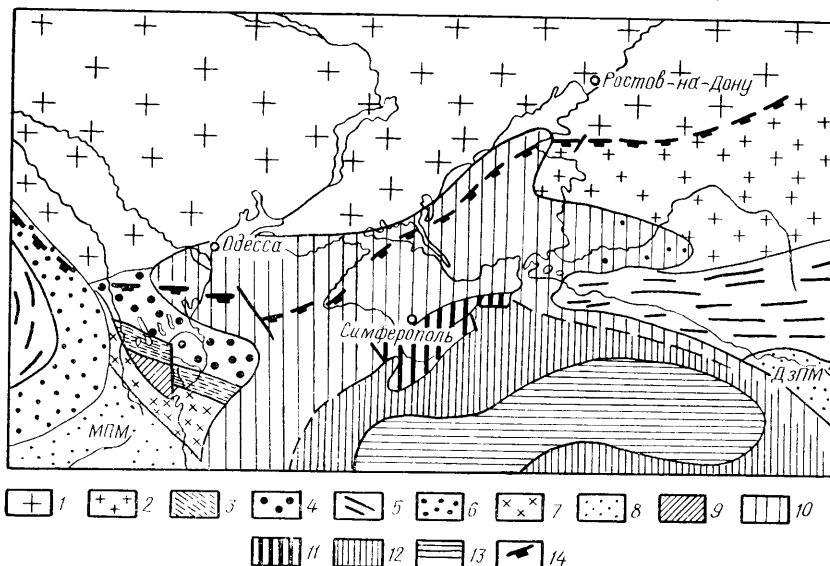 Ростов-на-Дону
Одесса
Симферополь
ДзПМ
МПМ
1 2 3 4 5 6 7 8 9 10
11 12 13 14